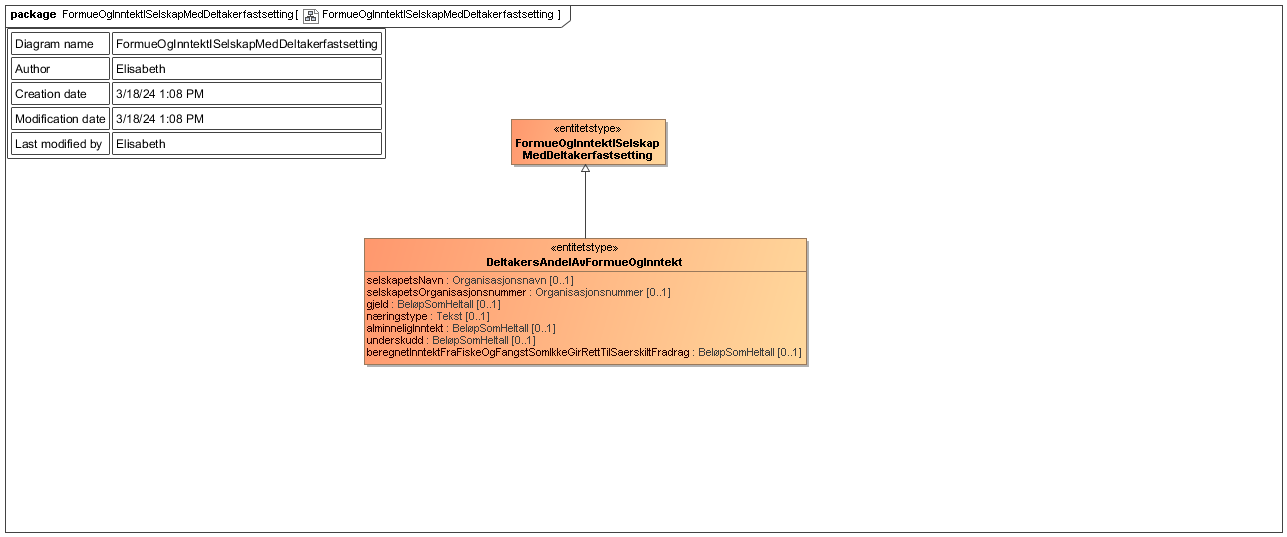 package FormueOgInntektISelskapMedDeltakerfastsetting[ FormueOgInntektISelskapMedDeltakerfastsetting ]
Diagram name FormueOgInntektISelskapMedDeltakerfastsetting
Author Elisabeth
Creation date 3/18/24 1:08 PM
Modification date 3/18/24 1:08 PM
Last modified by Elisabeth
«entitetstype»
FormueOgInntektISelskap
MedDeltakerfastsetting
«entitetstype»
DeltakersAndelAvFormueOgInntekt
selskapetsNavn : Organisasjonsnavn [0..1]
selskapetsOrganisasjonsnummer : Organisasjonsnummer [0..1]
gjeld : BeløpSomHeltall [0..1]
næringstype : Tekst [0..1]
alminneligInntekt : BeløpSomHeltall [0..1]
underskudd : BeløpSomHeltall [0..1]
beregnetInntektFraFiskeOgFangstSomIkkeGirRettTilSaerskiltFradrag : BeløpSomHeltall [0..1]